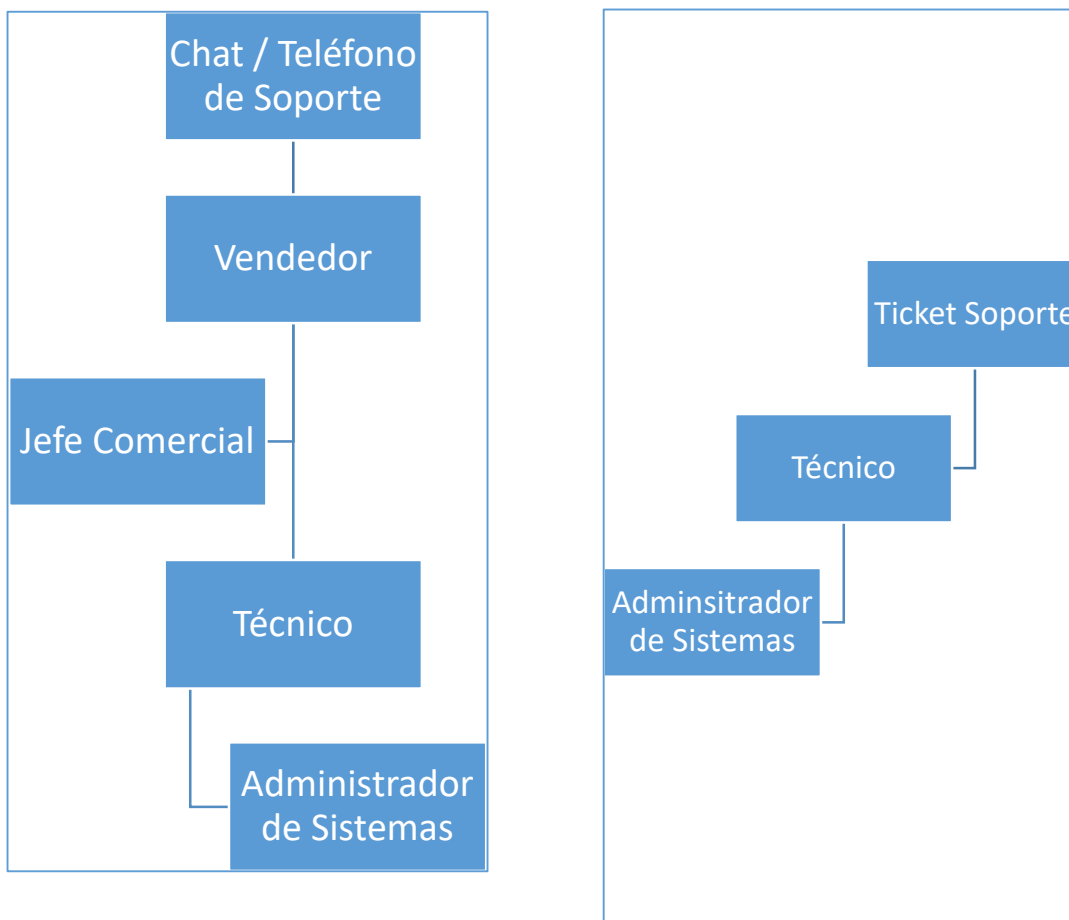 Chat / Teléfono
de Soporte
Vendedor
Jefe Comercial
Técnico
Administrador
de Sistemas
Ticket Soporte
Técnico
Adminsitrador
de Sistemas